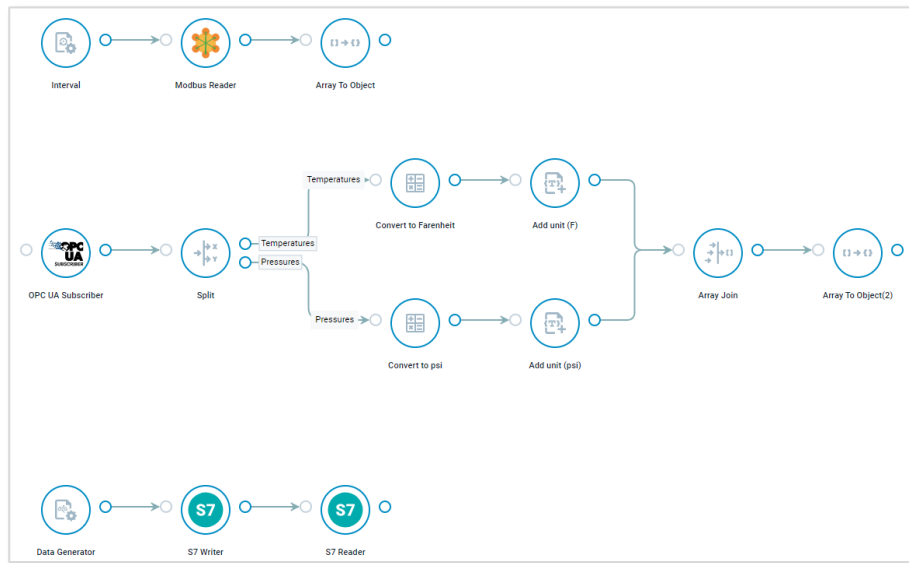 Interval
Modbus Reader
Array To Object
Temperatures
Convert to Farenheit
Add unit (F)
OPC
UA
SUBSCRIBER
OPC UA Subscriber
X
Y
Split
Temperatures
Pressures
Array Join
Array To Object(2)
Pressures
Convert to psi
Add unit (psi)
Data Generator
S7
S7 Writer
S7
S7 Reader